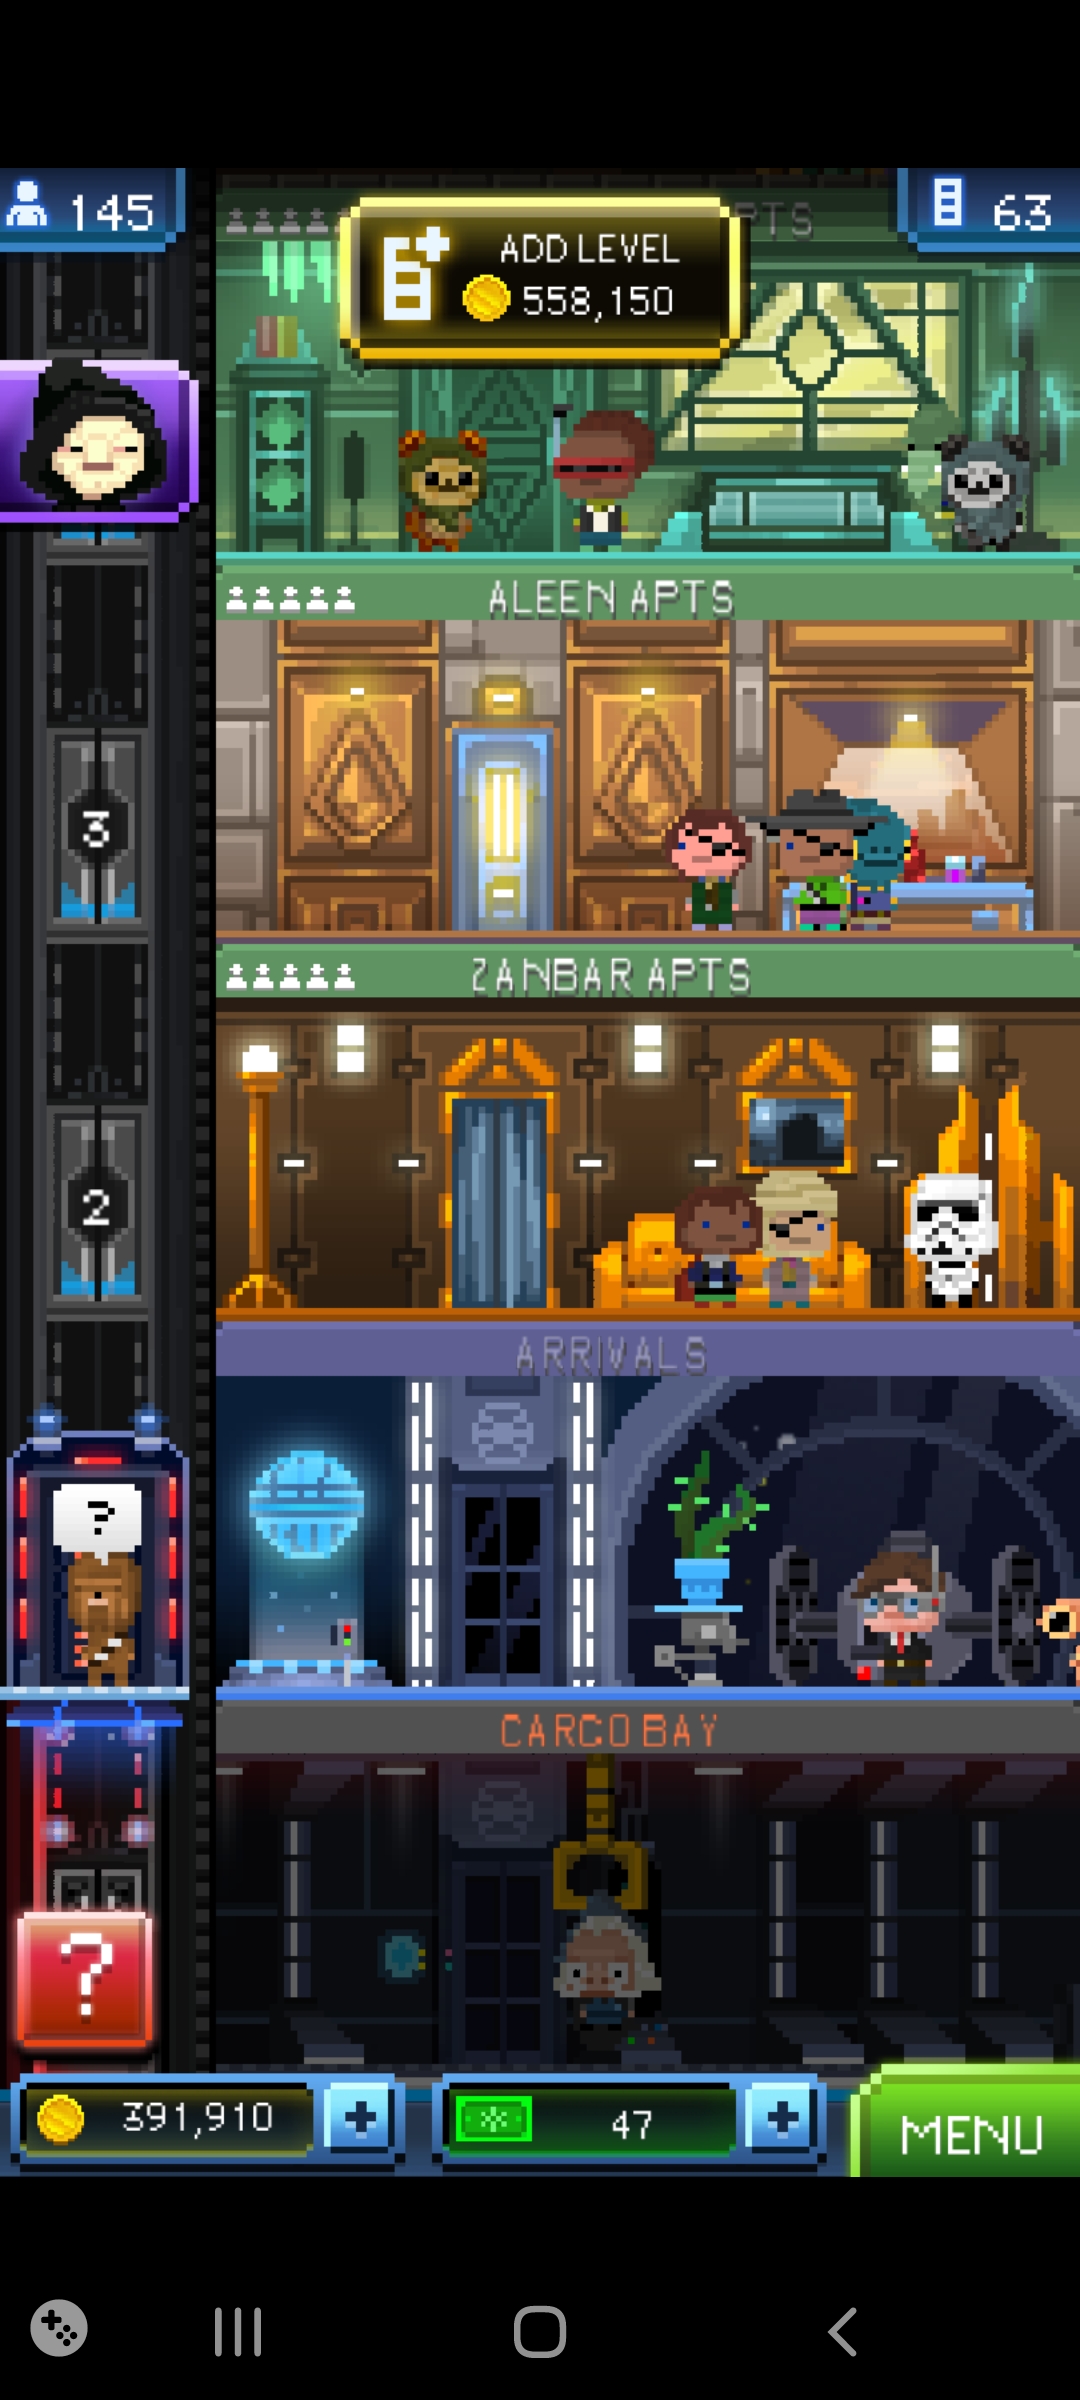 145
PTS
63
ADD LEVEL
558,150
ALEEN APTS
3
ZANBAR APTS
2
ARRIVALS
?
CARGO BAY
?
391,910
47
MENU